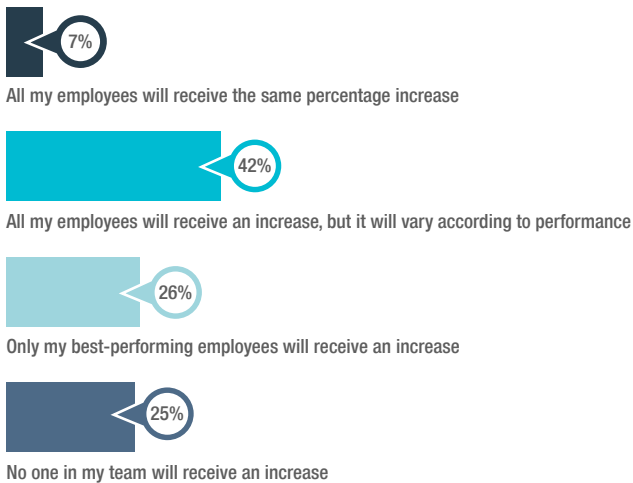 7%
All my employees will receive the same percentage increase
42%
All my employees will receive an increase, but it will vary according to performance
26%
Only my best-performing employees will receive an increase
25%
No one in my team will receive an increase